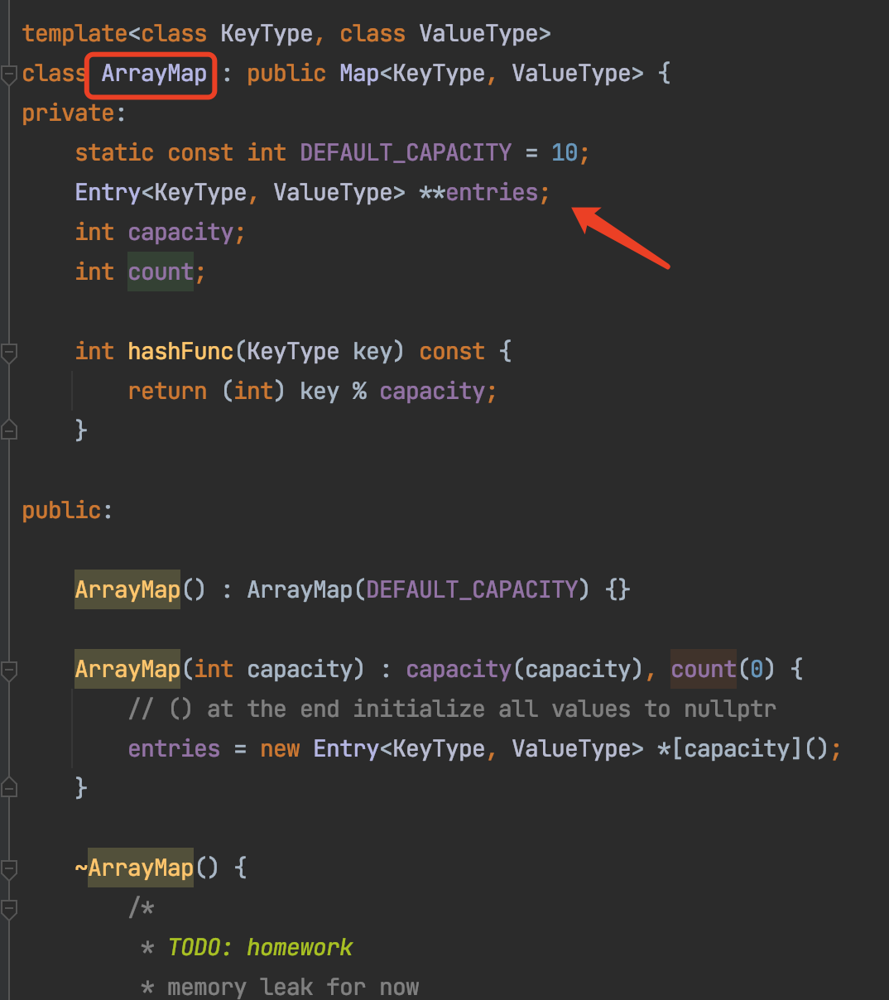 template<class KeyType, class ValueType>
class ArrayMap : public Map<KeyType, ValueType> {
private:
    static const int DEFAULT_CAPACITY = 10;
    Entry<KeyType, ValueType> **entries;
    int capacity;
    int count;
    int hashFunc(KeyType key) const {
        return (int) key % capacity;
    }
public:
    ArrayMap() : ArrayMap(DEFAULT_CAPACITY) {}
    ArrayMap(int capacity) : capacity(capacity), count(0) {
        // () at the end initialize all values to nullptr
        entries = new Entry<KeyType, ValueType> *[capacity]();
    }
    ~ArrayMap() {
        /*
         * TODO: homework
         * memory leak for now